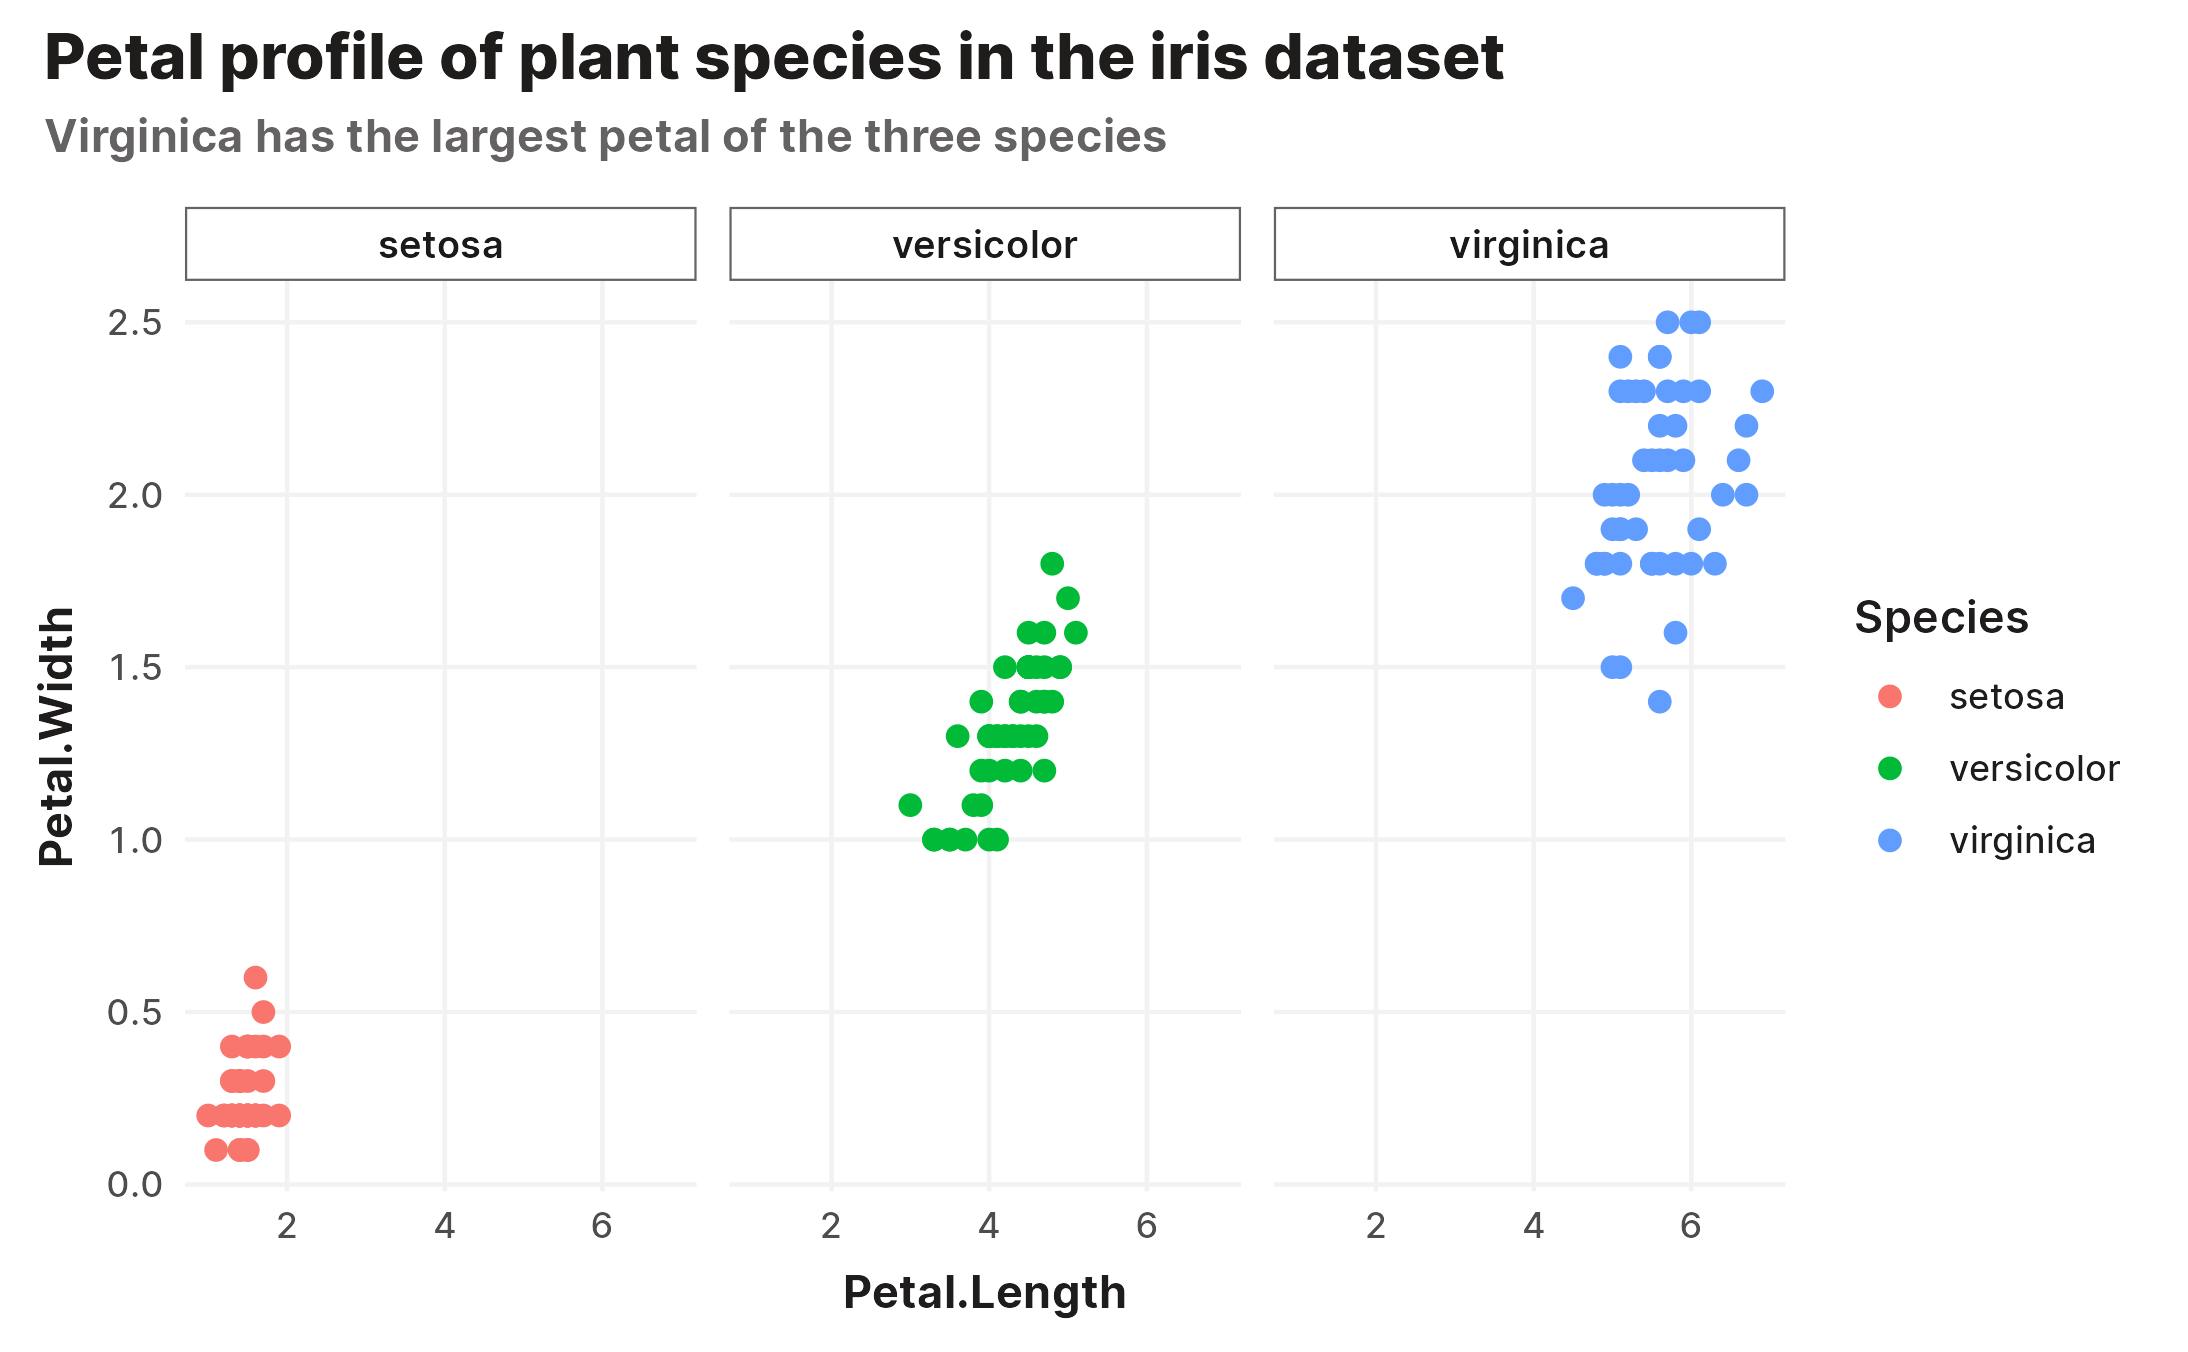 Petal profile of plant species in the iris dataset
Virginica has the largest petal of the three species
setosa versicolor virginica
2.5
2.0
1.5
1.0
0.5
0.0
Petal.Width
2 4 6 2 4 6 2 4 6
Petal.Length
Species
setosa
versicolor
virginica